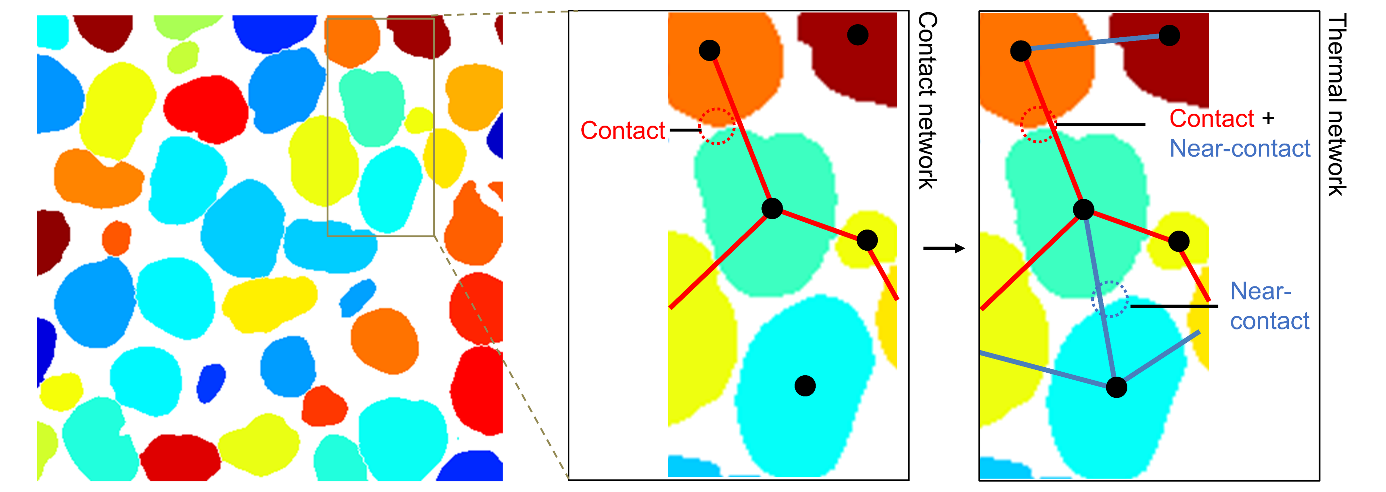 Contact
Contact network
Contact +
Near-contact
Near-
contact
Thermal network